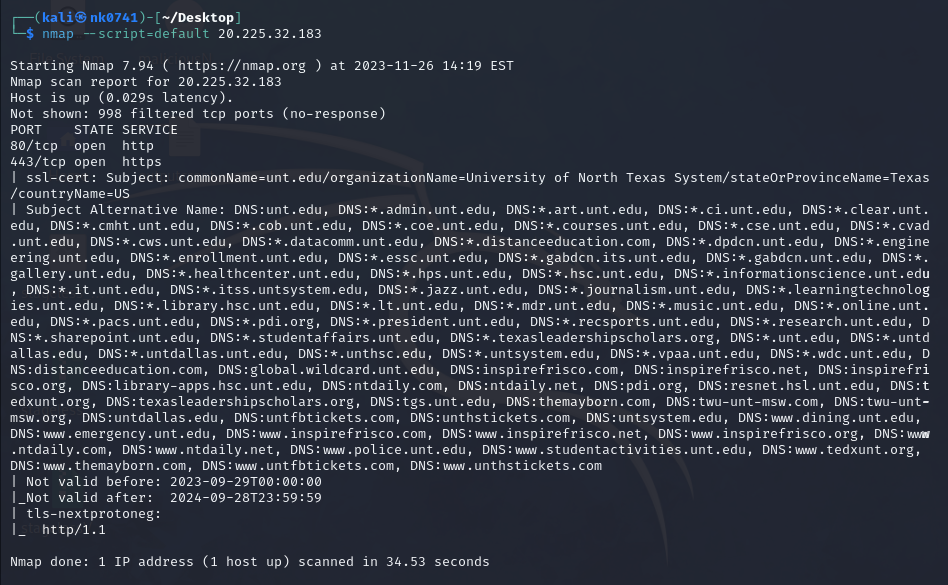 ┌──(kali㉿nk0741)-[~/Desktop]
└─$ nmap --script=default 20.225.32.183
Starting Nmap 7.94 ( https://nmap.org ) at 2023-11-26 14:19 EST
Nmap scan report for 20.225.32.183
Host is up (0.029s latency).
Not shown: 998 filtered tcp ports (no-response)
PORT    STATE SERVICE
80/tcp  open  http
443/tcp open  https
| ssl-cert: Subject: commonName=unt.edu/organizationName=University of North Texas System/stateOrProvinceName=Texas
/countryName=US
| Subject Alternative Name: DNS:unt.edu, DNS:*.admin.unt.edu, DNS:*.art.unt.edu, DNS:*.ci.unt.edu, DNS:*.clear.unt.
edu, DNS:*.cmht.unt.edu, DNS:*.cob.unt.edu, DNS:*.coe.unt.edu, DNS:*.courses.unt.edu, DNS:*.cse.unt.edu, DNS:*.cvad
.unt.edu, DNS:*.cws.unt.edu, DNS:*.datacomm.unt.edu, DNS:*.distanceeducation.com, DNS:*.dpdcn.unt.edu, DNS:*.engine
ering.unt.edu, DNS:*.enrollment.unt.edu, DNS:*.essc.unt.edu, DNS:*.gabdcn.its.unt.edu, DNS:*.gabdcn.unt.edu, DNS:*.
gallery.unt.edu, DNS:*.healthcenter.unt.edu, DNS:*.hps.unt.edu, DNS:*.hsc.unt.edu, DNS:*.informationscience.unt.edu
, DNS:*.it.unt.edu, DNS:*.itss.untsystem.edu, DNS:*.jazz.unt.edu, DNS:*.journalism.unt.edu, DNS:*.learningtechnolog
ies.unt.edu, DNS:*.library.hsc.unt.edu, DNS:*.lt.unt.edu, DNS:*.mdr.unt.edu, DNS:*.music.unt.edu, DNS:*.online.unt.
edu, DNS:*.pacs.unt.edu, DNS:*.pdi.org, DNS:*.president.unt.edu, DNS:*.recsports.unt.edu, DNS:*.research.unt.edu, D
NS:*.sharepoint.unt.edu, DNS:*.studentaffairs.unt.edu, DNS:*.texasleadershipscholars.org, DNS:*.unt.edu, DNS:*.untd
allas.edu, DNS:*.untdallas.unt.edu, DNS:*.unthsc.edu, DNS:*.untsystem.edu, DNS:*.vpaa.unt.edu, DNS:*.wdc.unt.edu, D
NS:distanceeducation.com, DNS:global.wildcard.unt.edu, DNS:inspirefrisco.com, DNS:inspirefrisco.net, DNS:inspirefri
sco.org, DNS:library-apps.hsc.unt.edu, DNS:ntdaily.com, DNS:ntdaily.net, DNS:pdi.org, DNS:resnet.hsl.unt.edu, DNS:t
edxunt.org, DNS:texasleadershipscholars.org, DNS:tgs.unt.edu, DNS:themayborn.com, DNS:twu-unt-msw.com, DNS:twu-unt-
msw.org, DNS:untdallas.edu, DNS:untfbtickets.com, DNS:unthstickets.com, DNS:untsystem.edu, DNS:www.dining.unt.edu,
DNS:www.emergency.unt.edu, DNS:www.inspirefrisco.com, DNS:www.inspirefrisco.net, DNS:www.inspirefrisco.org, DNS:www
.ntdaily.com, DNS:www.ntdaily.net, DNS:www.police.unt.edu, DNS:www.studentactivities.unt.edu, DNS:www.tedxunt.org,
DNS:www.themayborn.com, DNS:www.untfbtickets.com, DNS:www.unthstickets.com
| Not valid before: 2023-09-29T00:00:00
|_Not valid after:  2024-09-28T23:59:59
| tls-nextprotoneg:
|_  http/1.1
Nmap done: 1 IP address (1 host up) scanned in 34.53 seconds